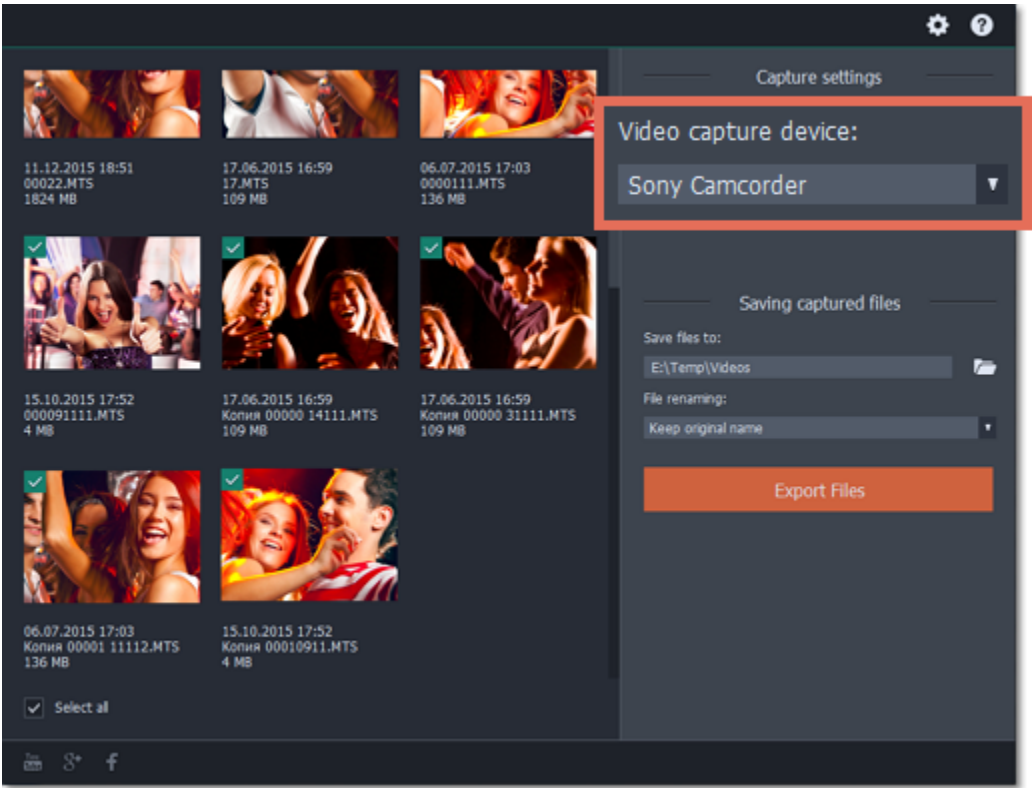 Capture settings
Video capture device:
Sony Camcorder
11.12.2015 18:51
00022.MTS
1824 MB
17.06.2015 16:59
17.MTS
109 MB
06.07.2015 17:03
0000111.MTS
136 MB
15.10.2015 17:52
000091111.MTS
4 MB
17.06.2015 16:59
Копия 00000 14111.MTS
109 MB
17.06.2015 16:59
Копия 00000 31111.MTS
109 MB
06.07.2015 17:03
Копия 00001 11112.MTS
136 MB
15.10.2015 17:52
Копия 00010911.MTS
4 MB
Select all
Saving captured files
Save files to:
E:\Temp\Videos
File renaming:
Keep original name
Export Files
You
Tube
g+
f